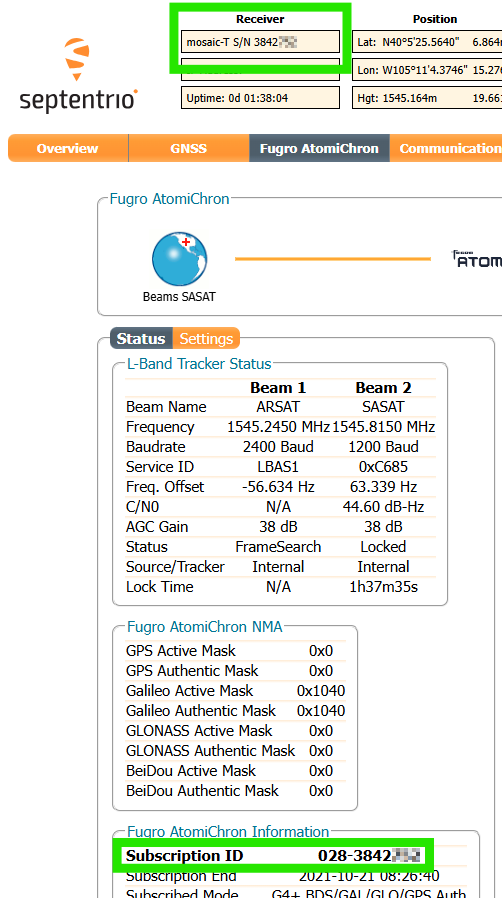 Receiver
Position
mosaic-T S/N 3842
Lat: N40°5'25.5640" 6.864
Lon: W105°11'4.3746" 15.27
septentrio
Uptime: 0d 01:38:04
Hgt: 1545.164m 19.66
Overview
GNSS
Fugro AtomiChron
Communication
Fugro AtomiChron
ATOM
Beams SASAT
Status
Settings
L-Band Tracker Status
Beam 1 Beam 2
Beam Name ARSAT SASAT
Frequency 1545.2450 MHz 1545.8150 MHz
Baudrate 2400 Baud 1200 Baud
Service ID LBAS1 0xC685
Freq. Offset -56.634 Hz 63.339 Hz
C/N0 N/A 44.60 dB-Hz
AGC Gain 38 dB 38 dB
Status FrameSearch Locked
Source/Tracker Internal Internal
Lock Time N/A 1h37m35s
Fugro AtomiChron NMA
GPS Active Mask 0x0
GPS Authentic Mask 0x0
Galileo Active Mask 0x1040
Galileo Authentic Mask 0x1040
GLONASS Active Mask 0x0
GLONASS Authentic Mask 0x0
BeiDou Active Mask 0x0
BeiDou Authentic Mask 0x0
Fugro AtomiChron Information
Subscription ID 028-3842
Subscription End 2021-10-21 08:26:40
Subscribed Mode G4+ BDS/GAL/GLO/GPS Auth